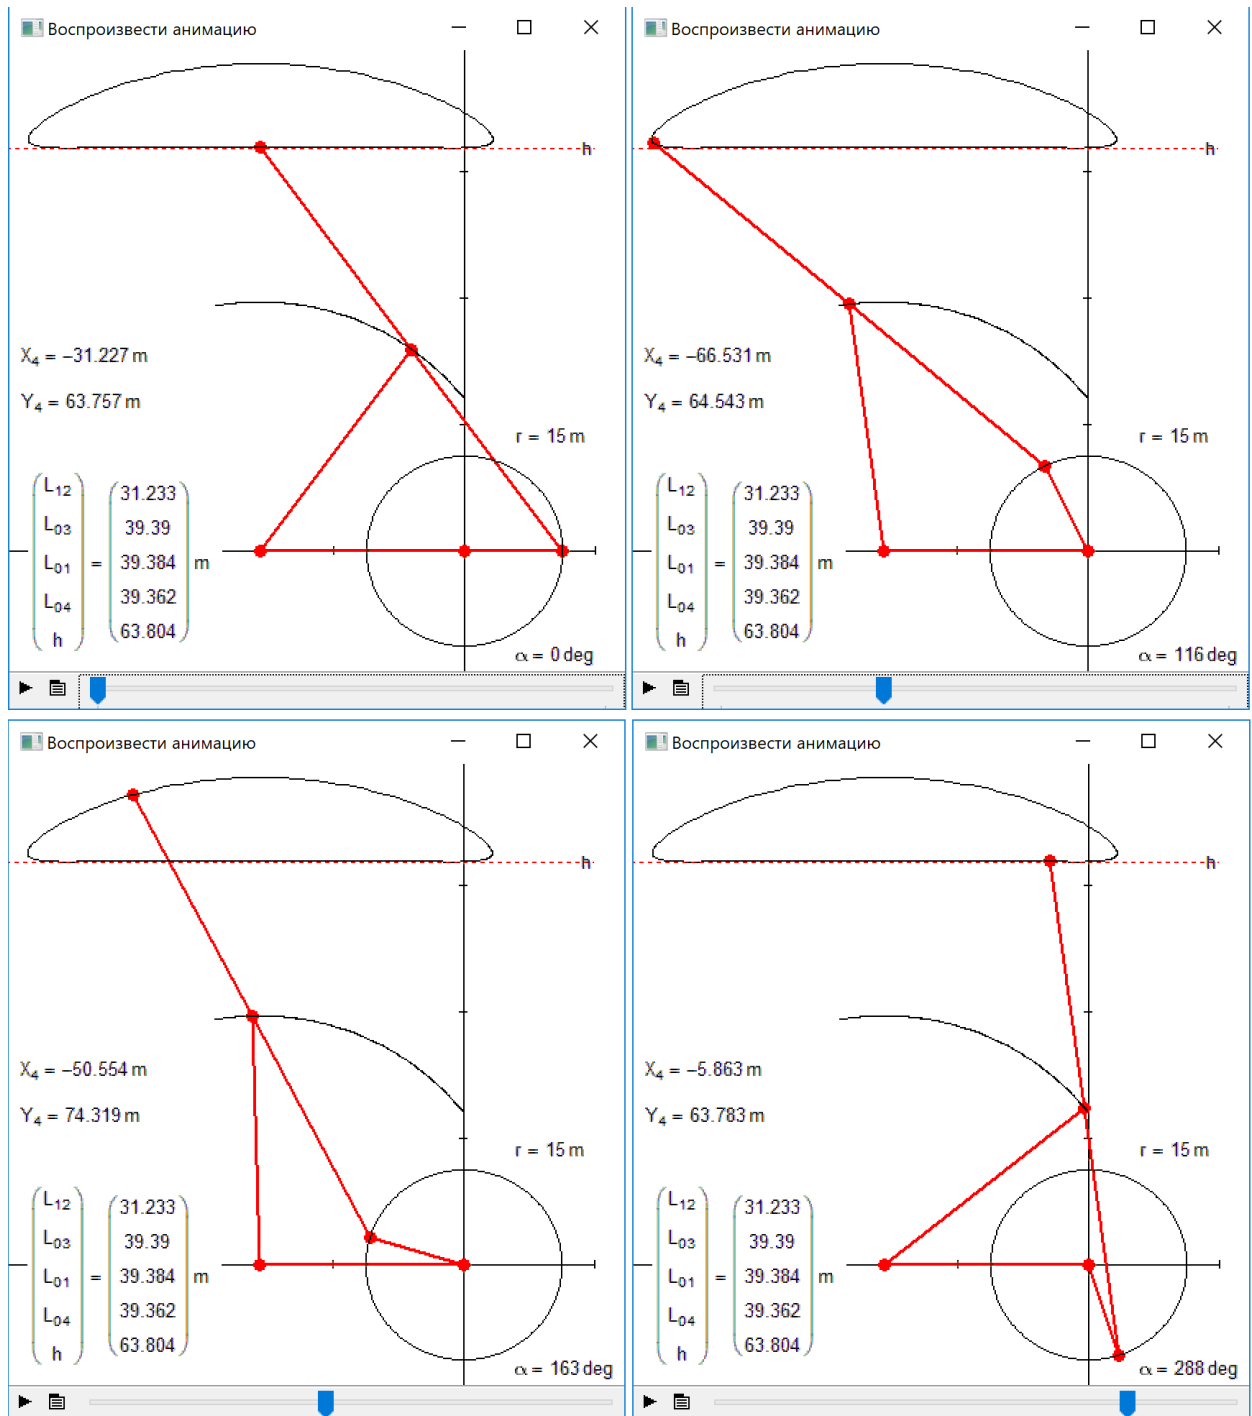 Воспроизвести анимацию
h
X4 = −31.227 m
Y4 = 63.757 m
r = 15 m
L12 31.233
L03 39.39
L01 = 39.384 m
L04 39.362
h 63.804
α = 0 deg
Воспроизвести анимацию
h
X4 = −66.531 m
Y4 = 64.543 m
r = 15 m
L12 31.233
L03 39.39
L01 = 39.384 m
L04 39.362
h 63.804
α = 116 deg
Воспроизвести анимацию
h
X4 = −50.554 m
Y4 = 74.319 m
r = 15 m
L12 31.233
L03 39.39
L01 = 39.384 m
L04 39.362
h 63.804
α = 163 deg
Воспроизвести анимацию
h
X4 = −5.863 m
Y4 = 63.783 m
r = 15 m
L12 31.233
L03 39.39
L01 = 39.384 m
L04 39.362
h 63.804
α = 288 deg